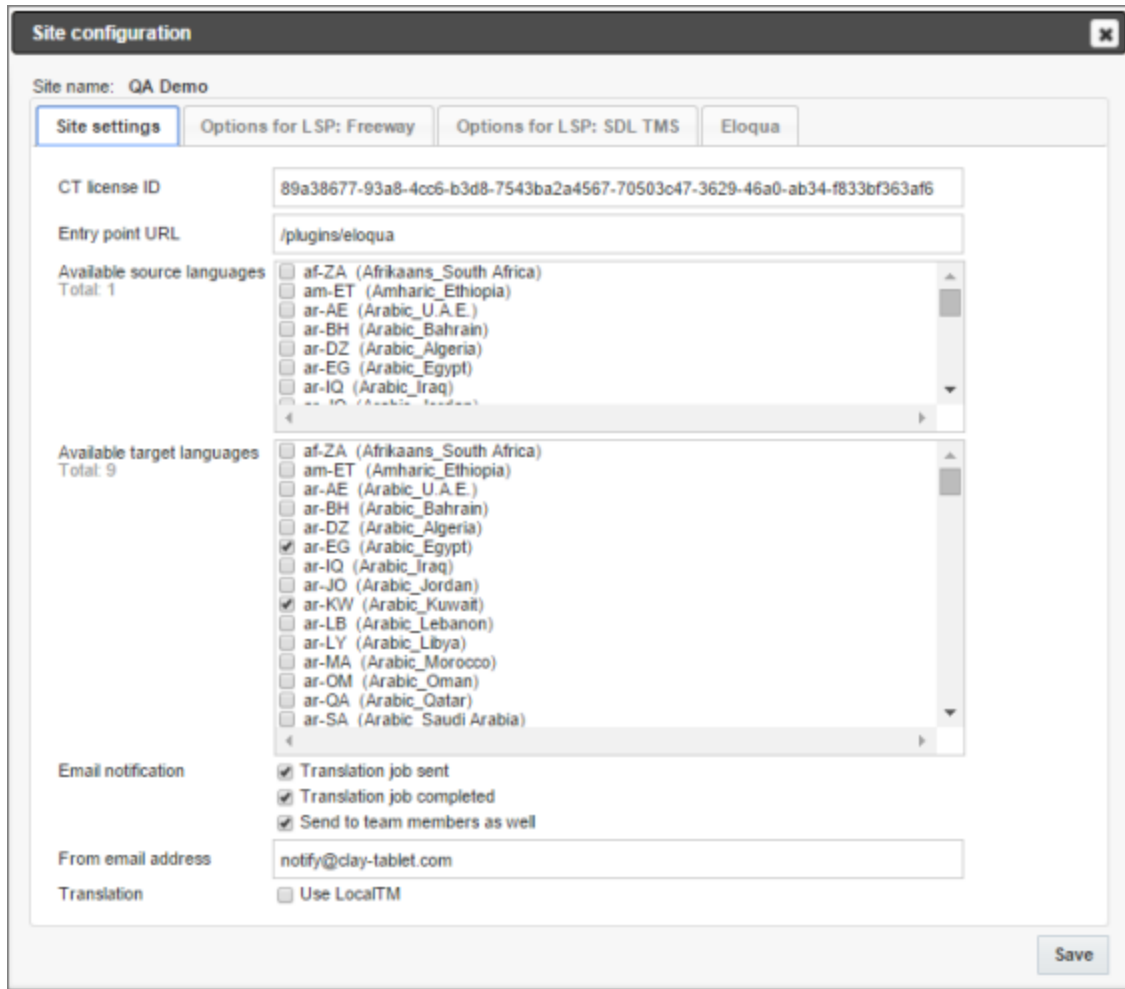 Site configuration
Site name: QA Demo
Site settings
Options for LSP: Freeway
Options for LSP: SDL TMS
Eloqua
CT license ID
89a38677-93a8-4cc6-b3d8-7543ba2a4567-70503c47-3629-46a0-ab34-f833bf363af6
Entry point URL
/plugins/eloqua
Available source languages
Total: 1
af-ZA (Afrikaans_South Africa)
am-ET (Amharic_Ethiopia)
ar-AE (Arabic_U.A.E.)
ar-BH (Arabic_Bahrain)
ar-DZ (Arabic_Algeria)
ar-EG (Arabic_Egypt)
ar-IQ (Arabic_Iraq)
ar-JO (Arabic_Jordan)
Available target languages
Total: 9
af-ZA (Afrikaans_South Africa)
am-ET (Amharic_Ethiopia)
ar-AE (Arabic_U.A.E.)
ar-BH (Arabic_Bahrain)
ar-DZ (Arabic_Algeria)
ar-EG (Arabic_Egypt)
ar-IQ (Arabic_Iraq)
ar-JO (Arabic_Jordan)
ar-KW (Arabic_Kuwait)
ar-LB (Arabic_Lebanon)
ar-LY (Arabic_Libya)
ar-MA (Arabic_Morocco)
ar-OM (Arabic_Oman)
ar-QA (Arabic_Qatar)
ar-SA (Arabic_Saudi Arabia)
Email notification
Translation job sent
Translation job completed
Send to team members as well
From email address
notify@clay-tablet.com
Translation
Use LocalTM
Save